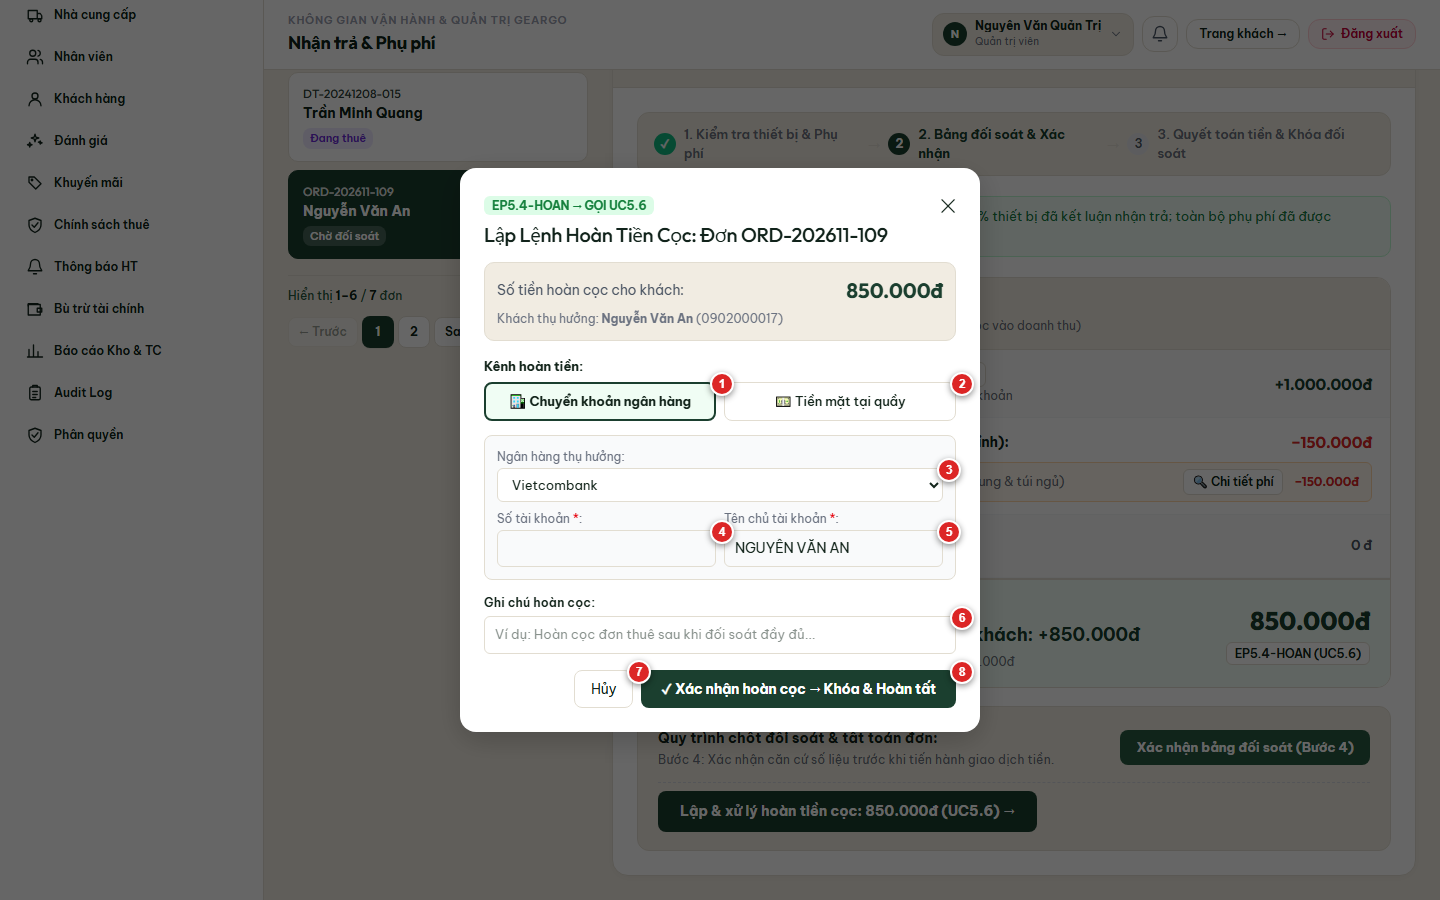 Nhà cung cấp
Nhân viên
Khách hàng
Đánh giá
Khuyến mãi
Chính sách thuê
Thông báo HT
Bù trừ tài chính
Báo cáo Kho & TC
Audit Log
Phân quyền
KHÔNG GIAN VẬN HÀNH & QUẢN TRỊ GEARGO
Nhận trả & Phụ phí
N
Nguyễn Văn Quản Trị
Quản trị viên
Trang khách →
Đăng xuất
DT-20241208-015
Trần Minh Quang
Đang thuê
ORD-202611-109
Nguyễn Văn An
Chờ đối soát
Hiển thị 1–6 / 7 đơn
← Trước
1
2
Sa
✓
1. Kiểm tra thiết bị & Phụ
phí
→
2
2. Bảng đối soát & Xác
nhận
→
3
3. Quyết toán tiền & Khóa đối
soát
% thiết bị đã kết luận nhận trả; toàn bộ phụ phí đã được
ọc vào doanh thu)
+1.000.000đ
khoản
ính):
−150.000đ
ung & túi ngủ)
🔍 Chi tiết phí
−150.000đ
0 đ
khách: +850.000đ
.000đ
850.000đ
EP5.4-HOAN (UC5.6)
Quy trình chốt đối soát & tất toán đơn:
Bước 4: Xác nhận căn cứ số liệu trước khi tiến hành giao dịch tiền.
Xác nhận bảng đối soát (Bước 4)
Lập & xử lý hoàn tiền cọc: 850.000đ (UC5.6) →
EP5.4-HOAN → GỌI UC5.6
Lập Lệnh Hoàn Tiền Cọc: Đơn ORD-202611-109
Số tiền hoàn cọc cho khách:
850.000đ
Khách thụ hưởng: Nguyễn Văn An (0902000017)
Kênh hoàn tiền:
🏦 Chuyển khoản ngân hàng
1
💵 Tiền mặt tại quầy
2
Ngân hàng thụ hưởng:
Vietcombank
3
Số tài khoản *:
4
Tên chủ tài khoản *:
NGUYỄN VĂN AN
5
Ghi chú hoàn cọc:
Ví dụ: Hoàn cọc đơn thuê sau khi đối soát đầy đủ...
6
Hủy
7
✓ Xác nhận hoàn cọc → Khóa & Hoàn tất
8